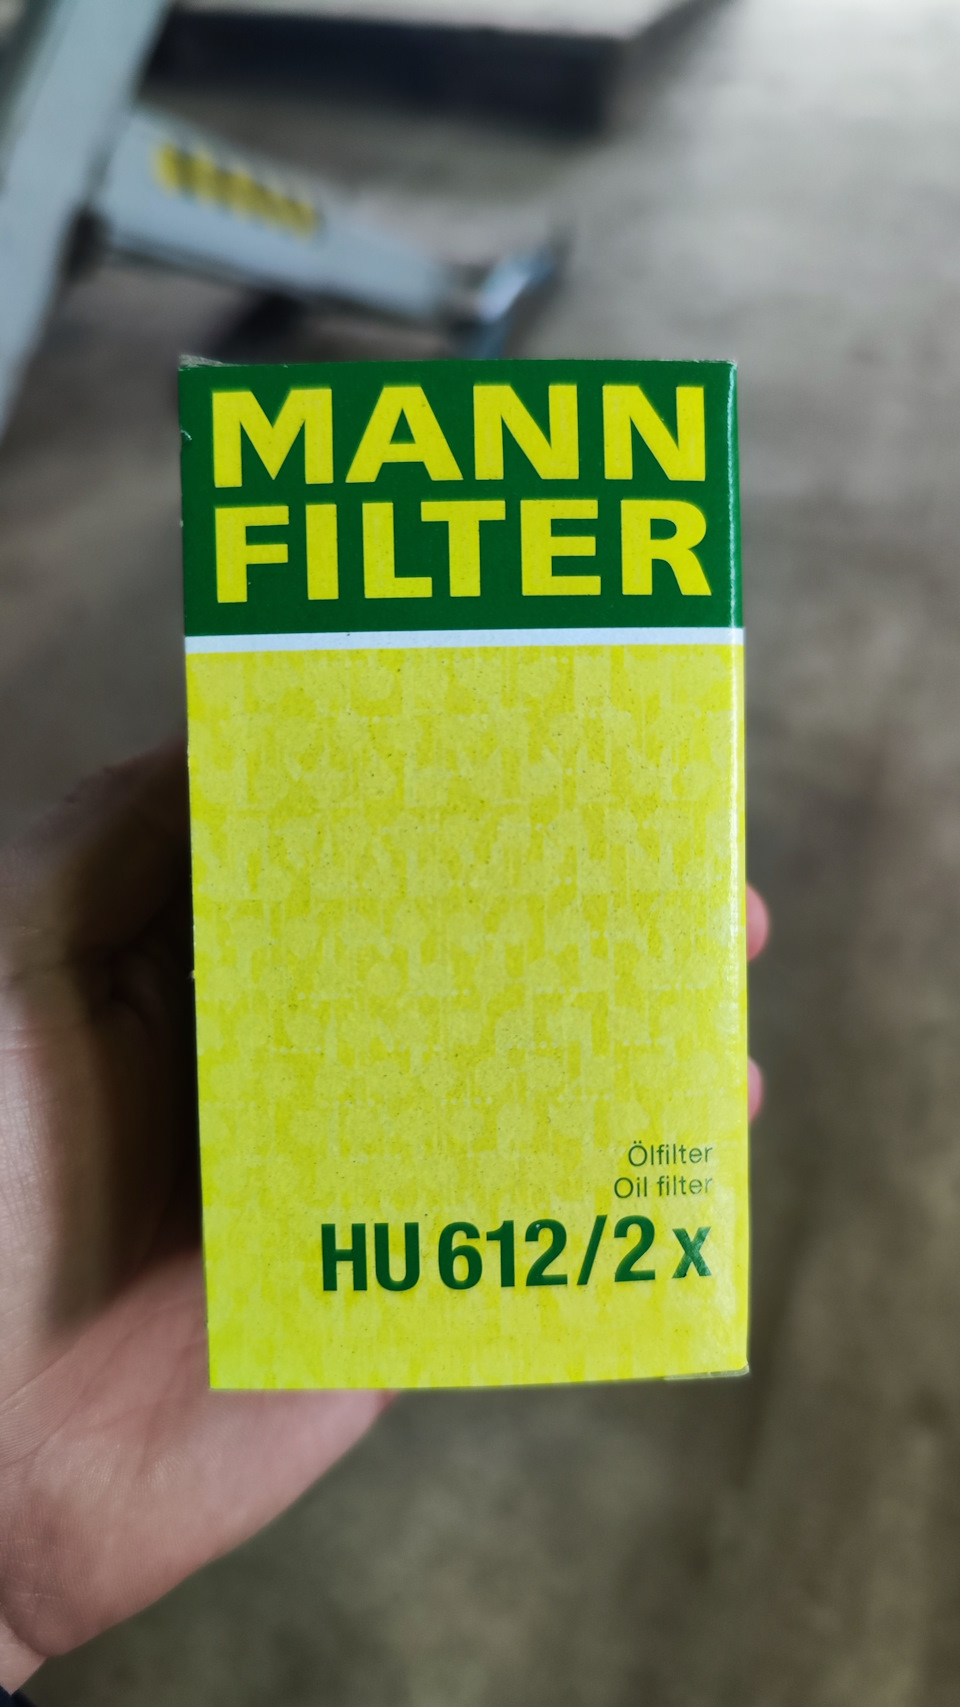 MANN
FILTER
Ölfilter
Oil filter
HU 612/2 x